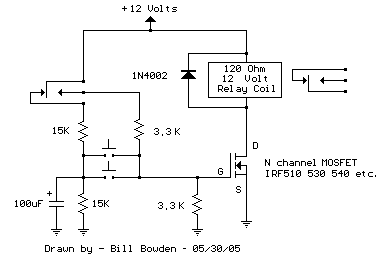 +12 Volts
1N4002
120 Ohm
12 Volt
Relay Coil
15K
3.3K
D
G
S
N channel MOSFET
IRF510 530 540 etc.
+
100uF
15K
3.3K
Drawn by - Bill Bowden - 05/30/05